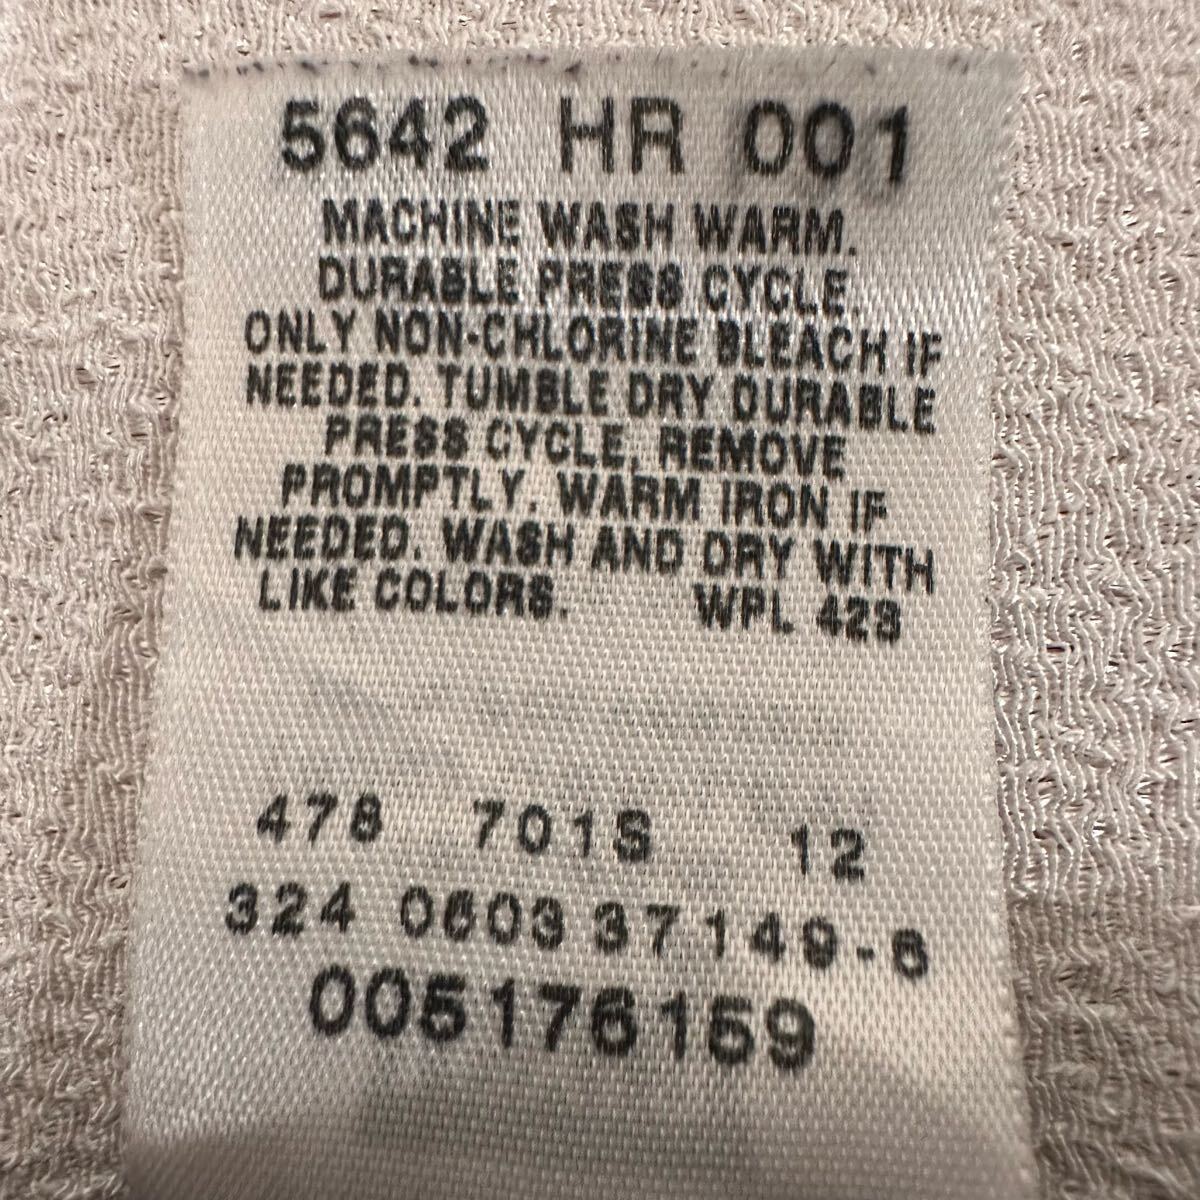 5642 HR 001
MACHINE WASH WARM.
DURABLE PRESS CYCLE.
ONLY NON-CHLORINE BLEACH IF
NEEDED. TUMBLE DRY DURABLE
PRESS CYCLE. REMOVE
PROMPTLY. WARM IRON IF
NEEDED. WASH AND DRY WITH
LIKE COLORS. WPL 423
478 701S 12
324 0603 37149-6
005176159